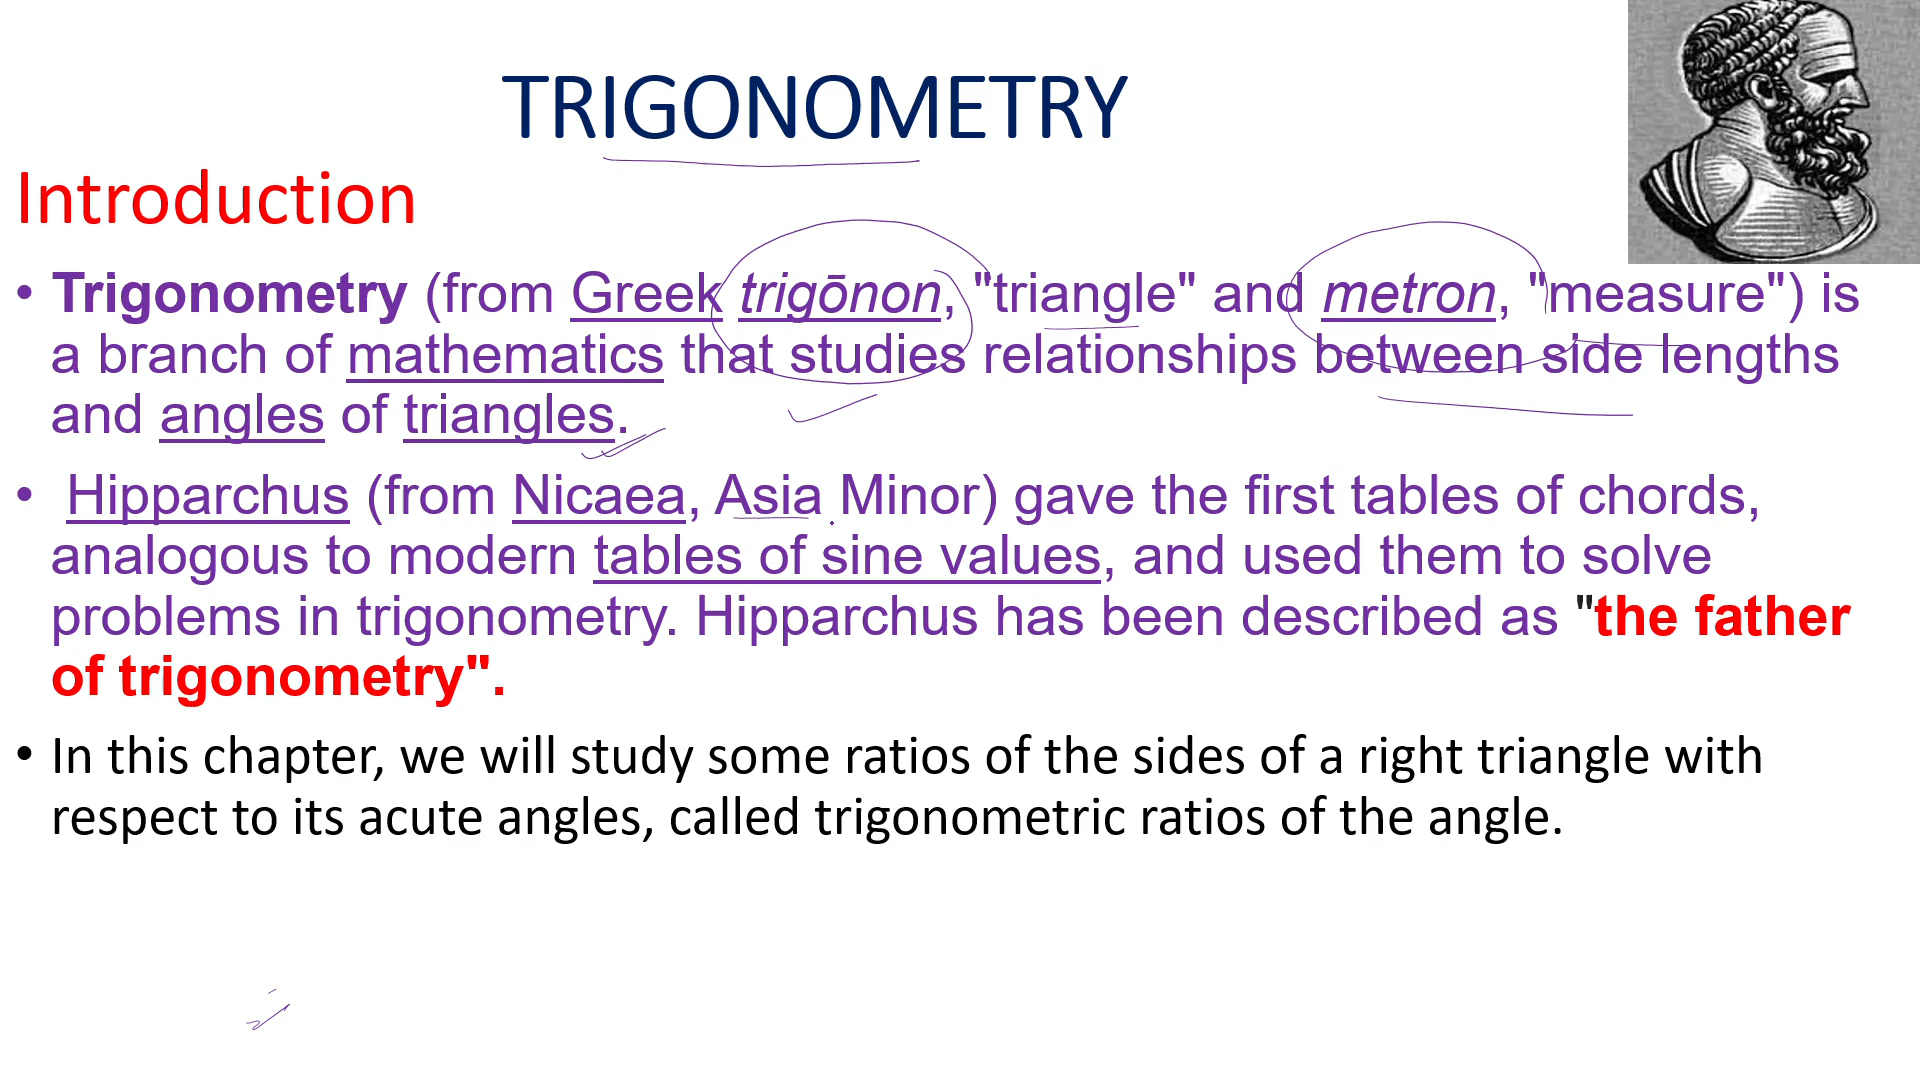 TRIGONOMETRY
Introduction
• Trigonometry (from Greek trigōnon, "triangle" and metron, "measure") is
a branch of mathematics that studies relationships between side lengths
and angles of triangles.
• Hipparchus (from Nicaea, Asia Minor) gave the first tables of chords,
analogous to modern tables of sine values, and used them to solve
problems in trigonometry. Hipparchus has been described as "the father
of trigonometry".
• In this chapter, we will study some ratios of the sides of a right triangle with
respect to its acute angles, called trigonometric ratios of the angle.